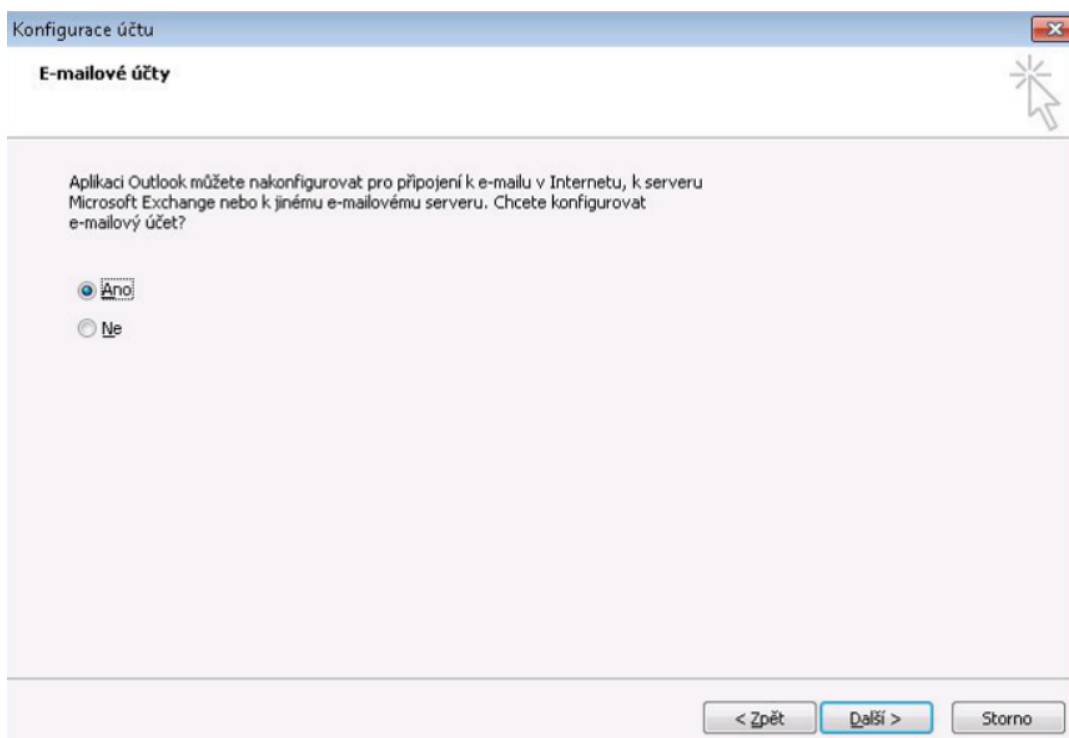 Konfigurace účtu
E-mailové účty
Aplikaci Outlook můžete nakonfigurovat pro připojení k e-mailu v Internetu, k serveru
Microsoft Exchange nebo k jinému e-mailovému serveru. Chcete konfigurovat
e-mailový účet?
Ano
Ne
< Zpět Další > Storno